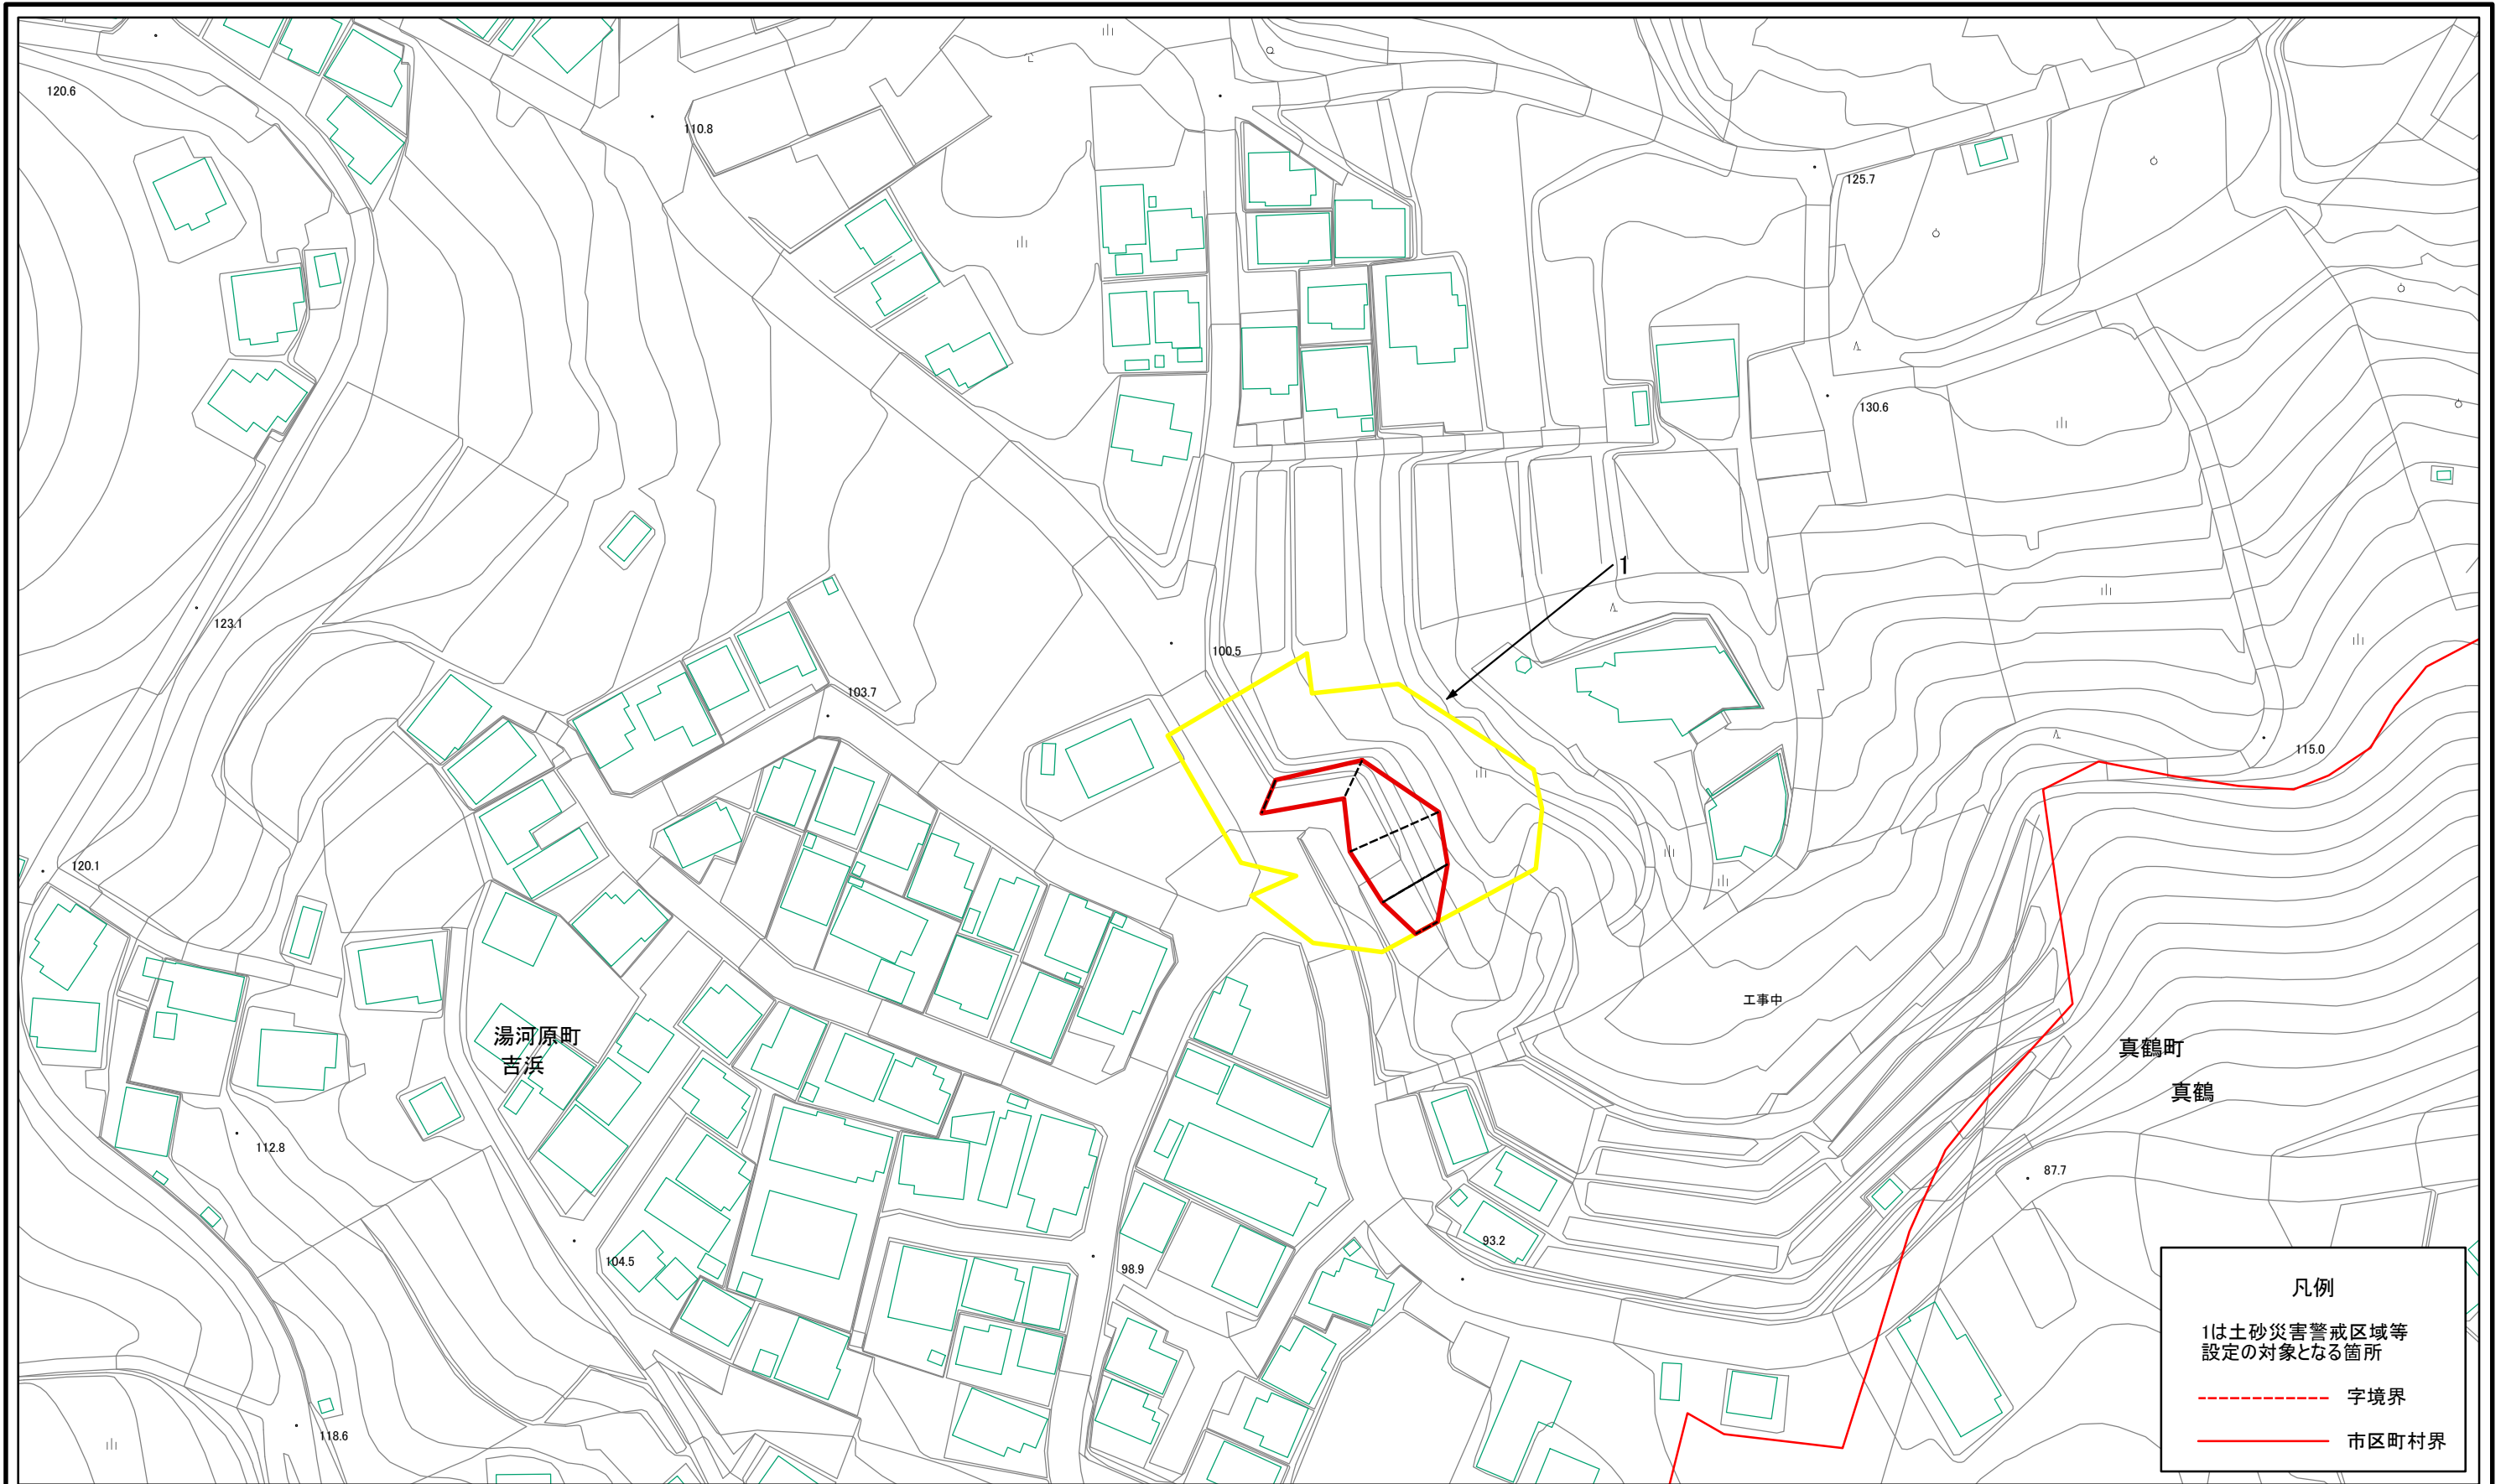 120.6
110.8
125.7
130.6
1
123.1
100.5
103.7
115.0
120.1
工事中
湯河原町
吉浜
真鶴町
真鶴
112.8
87.7
93.2
104.5
98.9
118.6
凡例
1は土砂災害警戒区域等
設定の対象となる箇所
字境界
市区町村界